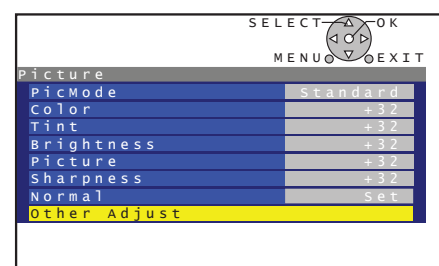 SELECT OK
MENU EXIT
Picture
PicMode Standard
Color +32
Tint +32
Brightness +32
Picture +32
Sharpness +32
Normal Set
Other Adjust